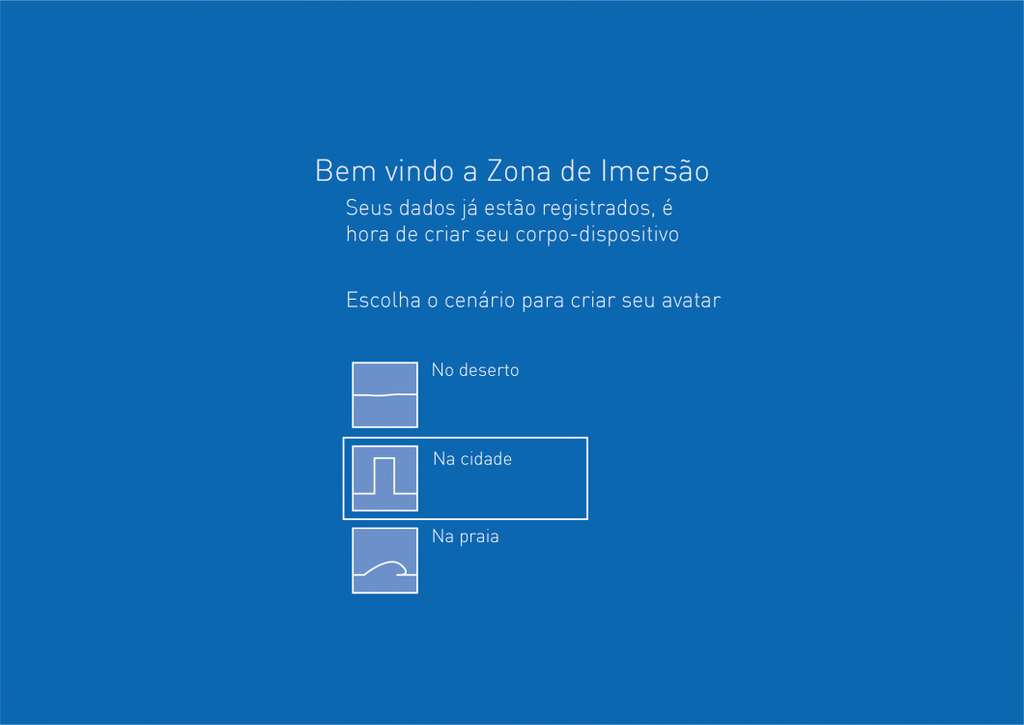 Bem vindo a Zona de Imersão
Seus dados já estão registrados, é
hora de criar seu corpo-dispositivo
Escolha o cenário para criar seu avatar
No deserto
Na cidade
Na praia